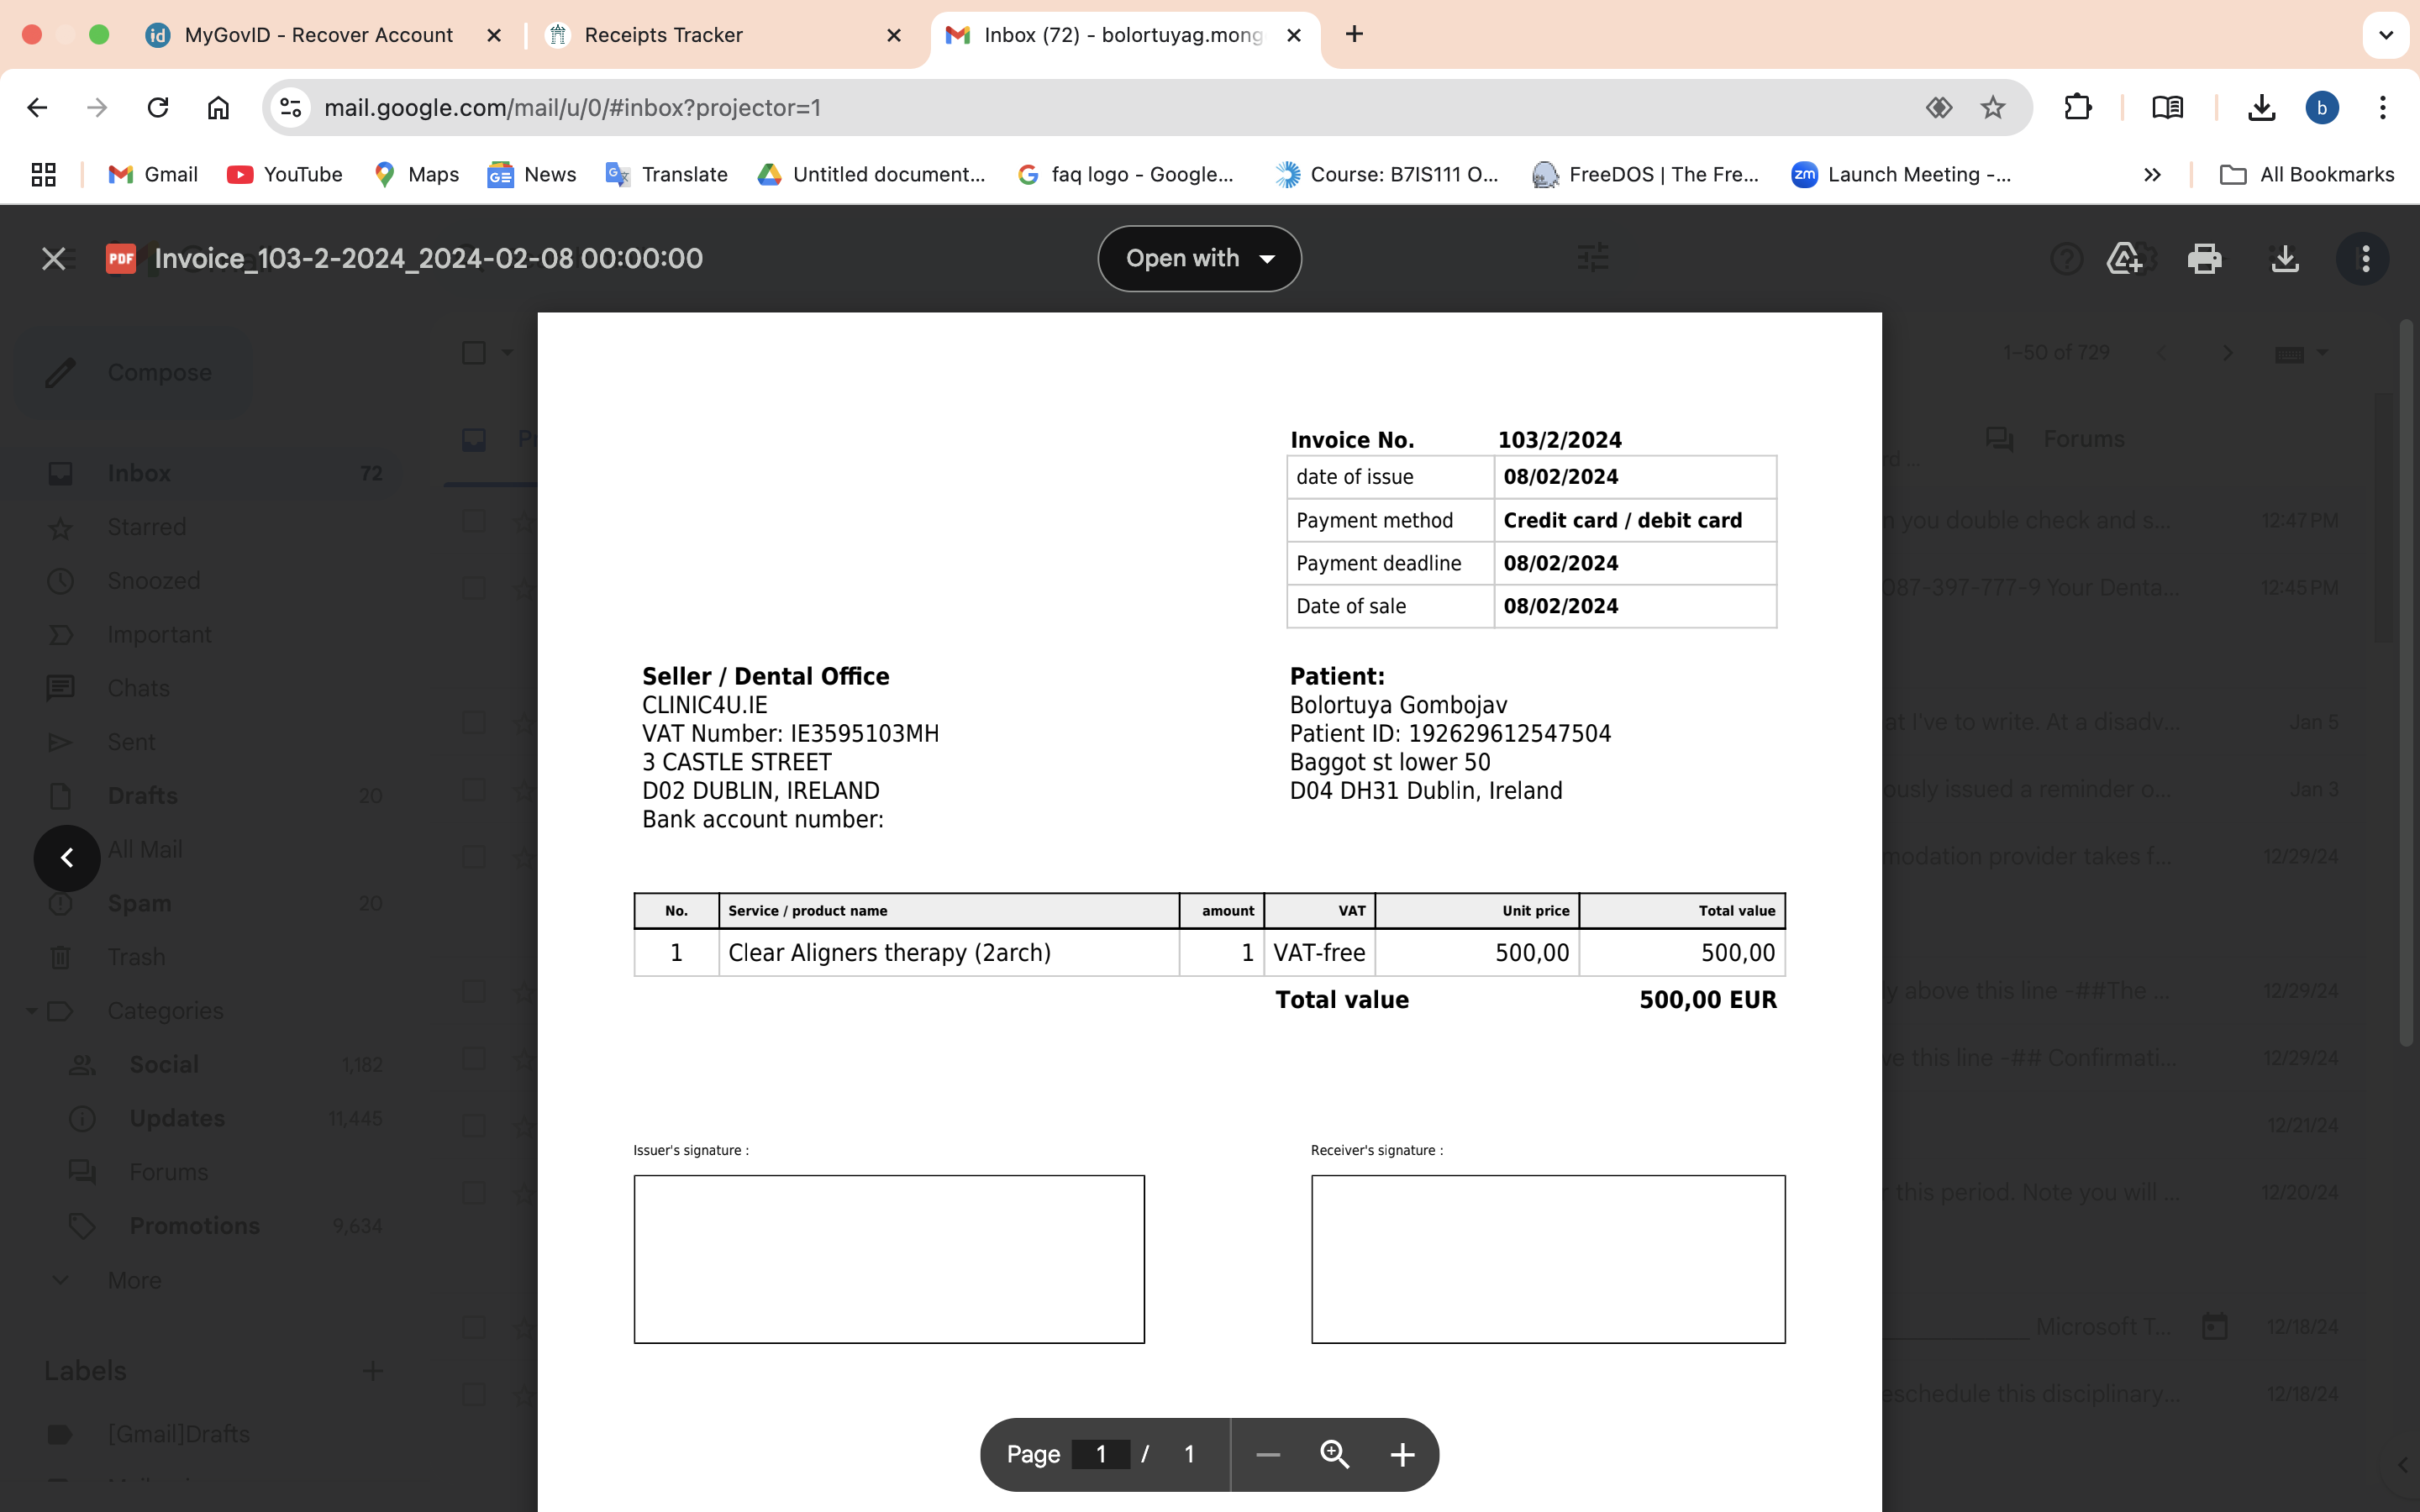 MyGovID - Recover Account
Receipts Tracker
Inbox (72) - bolortuyag.mong
mail.google.com/mail/u/0/#inbox?projector=1
b
Gmail
YouTube
Maps
News
Translate
Untitled document...
faq logo - Google...
Course: B7IS111 O...
FreeDOS | The Fre...
Launch Meeting -...
All Bookmarks
PDF
Invoice_103-2-2024_2024-02-08 00:00:00
Open with
Compose
1–50 of 729
Forums
Inbox 72
Starred
Snoozed
Important
Chats
Sent
Drafts 20
All Mail
Spam 20
Trash
Categories
Social 1,182
Updates 11,445
Forums
Promotions 9,634
More
Labels
[Gmail]Drafts
Invoice No. 103/2/2024
date of issue 08/02/2024
Payment method Credit card / debit card
Payment deadline 08/02/2024
Date of sale 08/02/2024
Seller / Dental Office
CLINIC4U.IE
VAT Number: IE3595103MH
3 CASTLE STREET
D02 DUBLIN, IRELAND
Bank account number:
Patient:
Bolortuya Gombojav
Patient ID: 192629612547504
Baggot st lower 50
D04 DH31 Dublin, Ireland
No. Service / product name amount VAT Unit price Total value
1 Clear Aligners therapy (2arch) 1 VAT-free 500,00 500,00
Total value 500,00 EUR
Issuer's signature :
Receiver's signature :
you double check and s... 12:47 PM
087-397-777-9 Your Denta... 12:45 PM
at I've to write. At a disadv... Jan 5
ously issued a reminder o... Jan 3
modation provider takes f... 12/29/24
y above this line -##The ... 12/29/24
ve this line -## Confirmati... 12/29/24
12/21/24
this period. Note you will ... 12/20/24
Microsoft T... 12/18/24
eschedule this disciplinary... 12/18/24
Page 1 / 1